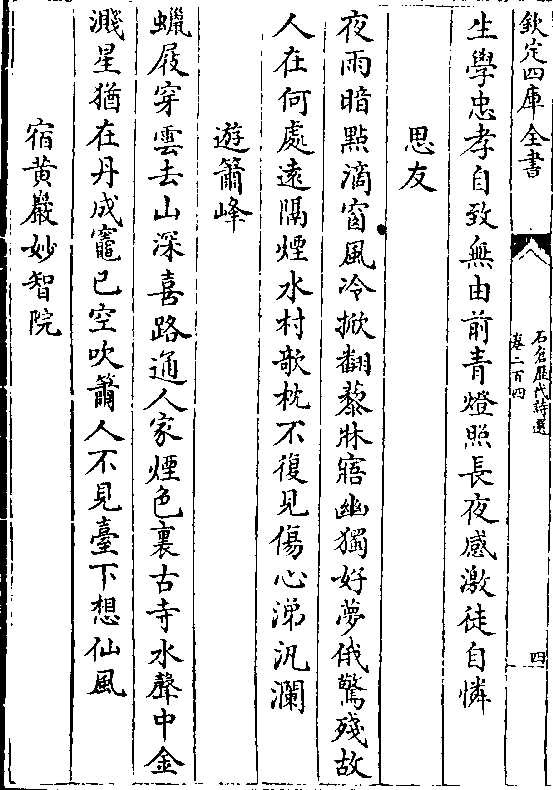 欽定四庫全書
石倉歷代詩選
卷二百四
四
生學忠孝自致無由前青燈照長夜感激徒自憐
思友
夜雨暗點滴窗風冷掀翻藜牀寤幽獨好夢俄驚殘故
人在何處遠隔煙水村欹枕不復見傷心涕汍瀾
遊簫峰
蠟屐穿雲去山深喜路通人家煙色裏古寺水聲中金
濺星猶在丹成竈已空吹簫人不見臺下想仙風
宿黃巖妙智院